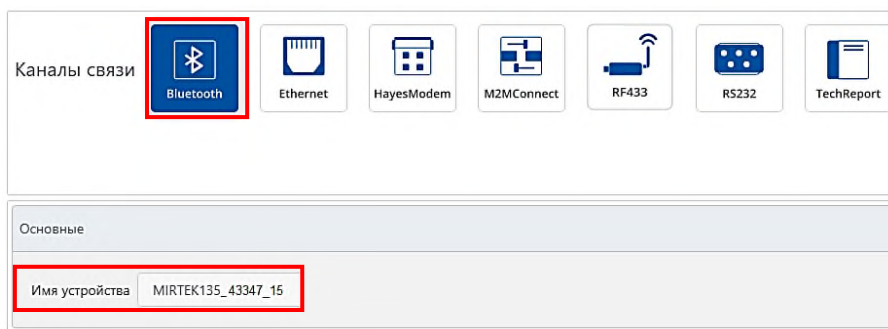 Каналы связи
Bluetooth
Ethernet
HayesModem
M2MConnect
RF433
RS232
TechReport
Основные
Имя устройства MIRTEK135_43347_15